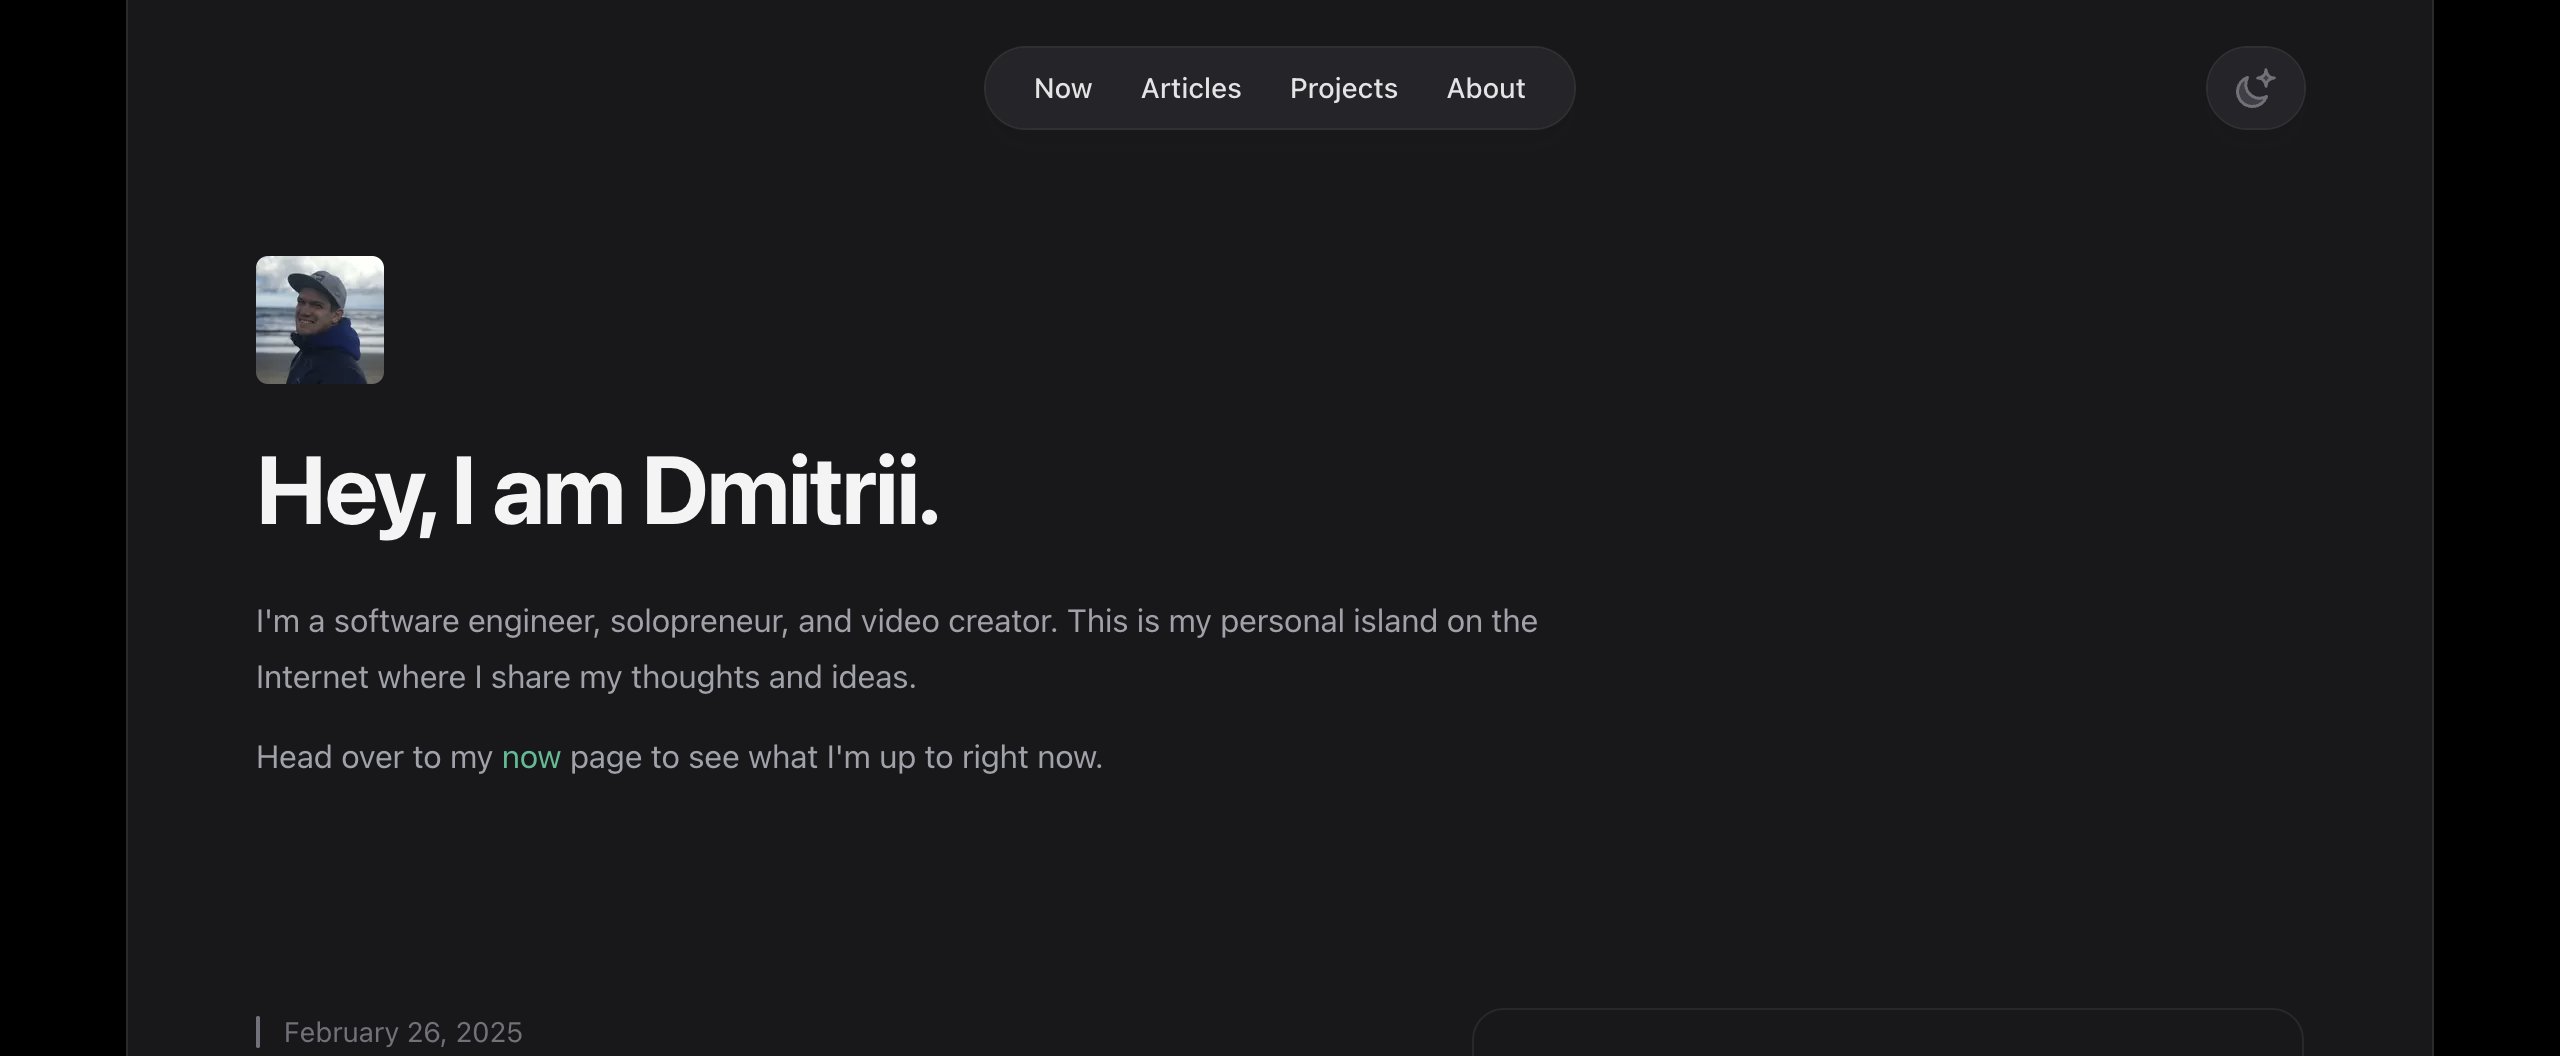 Now Articles Projects About
Hey, I am Dmitrii.
I'm a software engineer, solopreneur, and video creator. This is my personal island on the
Internet where I share my thoughts and ideas.
Head over to my now page to see what I'm up to right now.
February 26, 2025